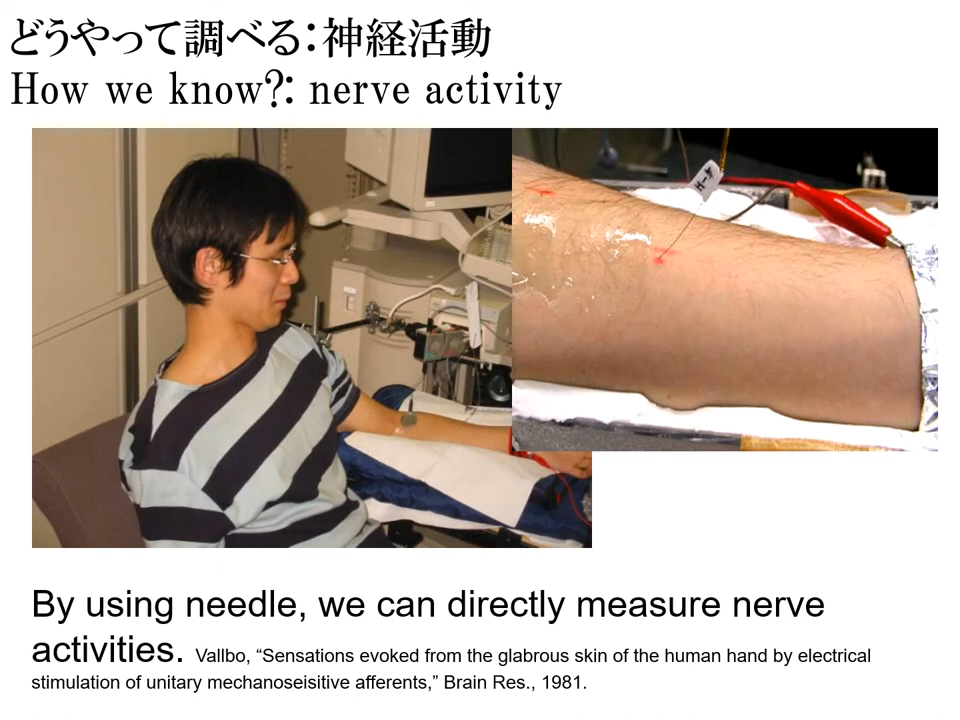 どうやって調べる：神経活動
How we know?: nerve activity
By using needle, we can directly measure nerve
activities. Vallbo, “Sensations evoked from the glabrous skin of the human hand by electrical
stimulation of unitary mechanoseisitive afferents,” Brain Res., 1981.